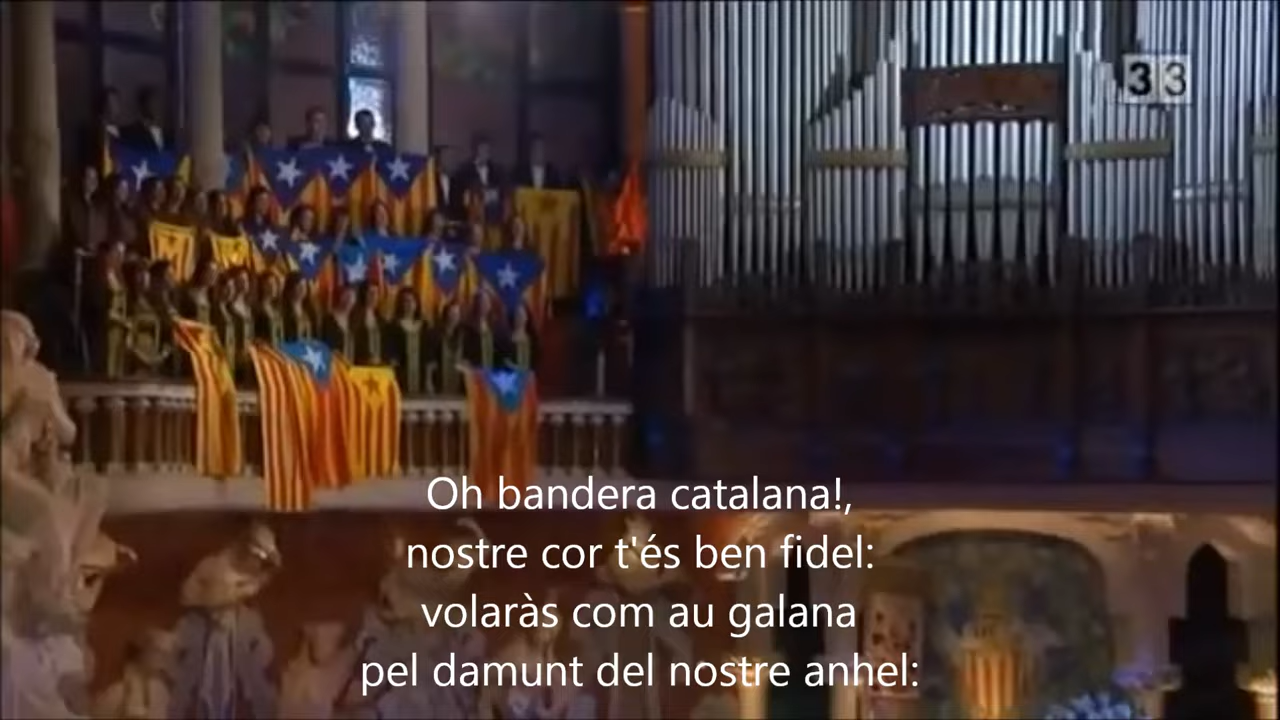 33
Oh bandera catalana!,
nostre cor t'és ben fidel:
volaràs com au galana
pel damunt del nostre anhel: